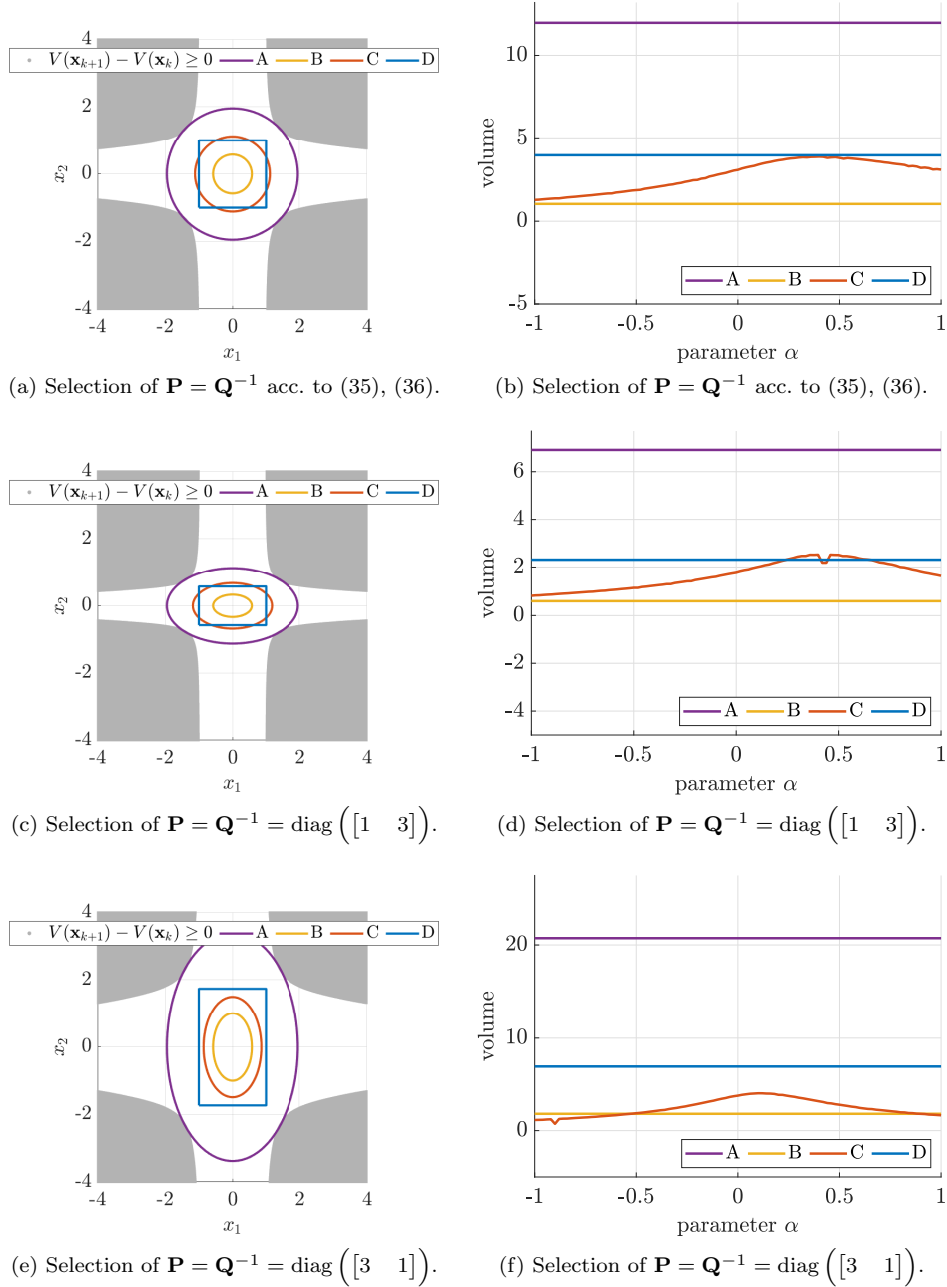 4
V(x_{k+1}) − V(x_k) ≥ 0 A B C D
2
x_2
0
-2
-4
-4 -2 0 2 4
x_1
(a) Selection of P = Q^{-1} acc. to (35), (36).
10
volume
5
0
A B C D
-5
-1 -0.5 0 0.5 1
parameter α
(b) Selection of P = Q^{-1} acc. to (35), (36).
4
V(x_{k+1}) − V(x_k) ≥ 0 A B C D
2
x_2
0
-2
-4
-4 -2 0 2 4
x_1
(c) Selection of P = Q^{-1} = diag([1 3]).
6
4
volume
2
0
-2
-4
A B C D
-1 -0.5 0 0.5 1
parameter α
(d) Selection of P = Q^{-1} = diag([1 3]).
4
V(x_{k+1}) − V(x_k) ≥ 0 A B C D
2
x_2
0
-2
-4
-4 -2 0 2 4
x_1
(e) Selection of P = Q^{-1} = diag([3 1]).
20
volume
10
0
A B C D
-1 -0.5 0 0.5 1
parameter α
(f) Selection of P = Q^{-1} = diag([3 1]).